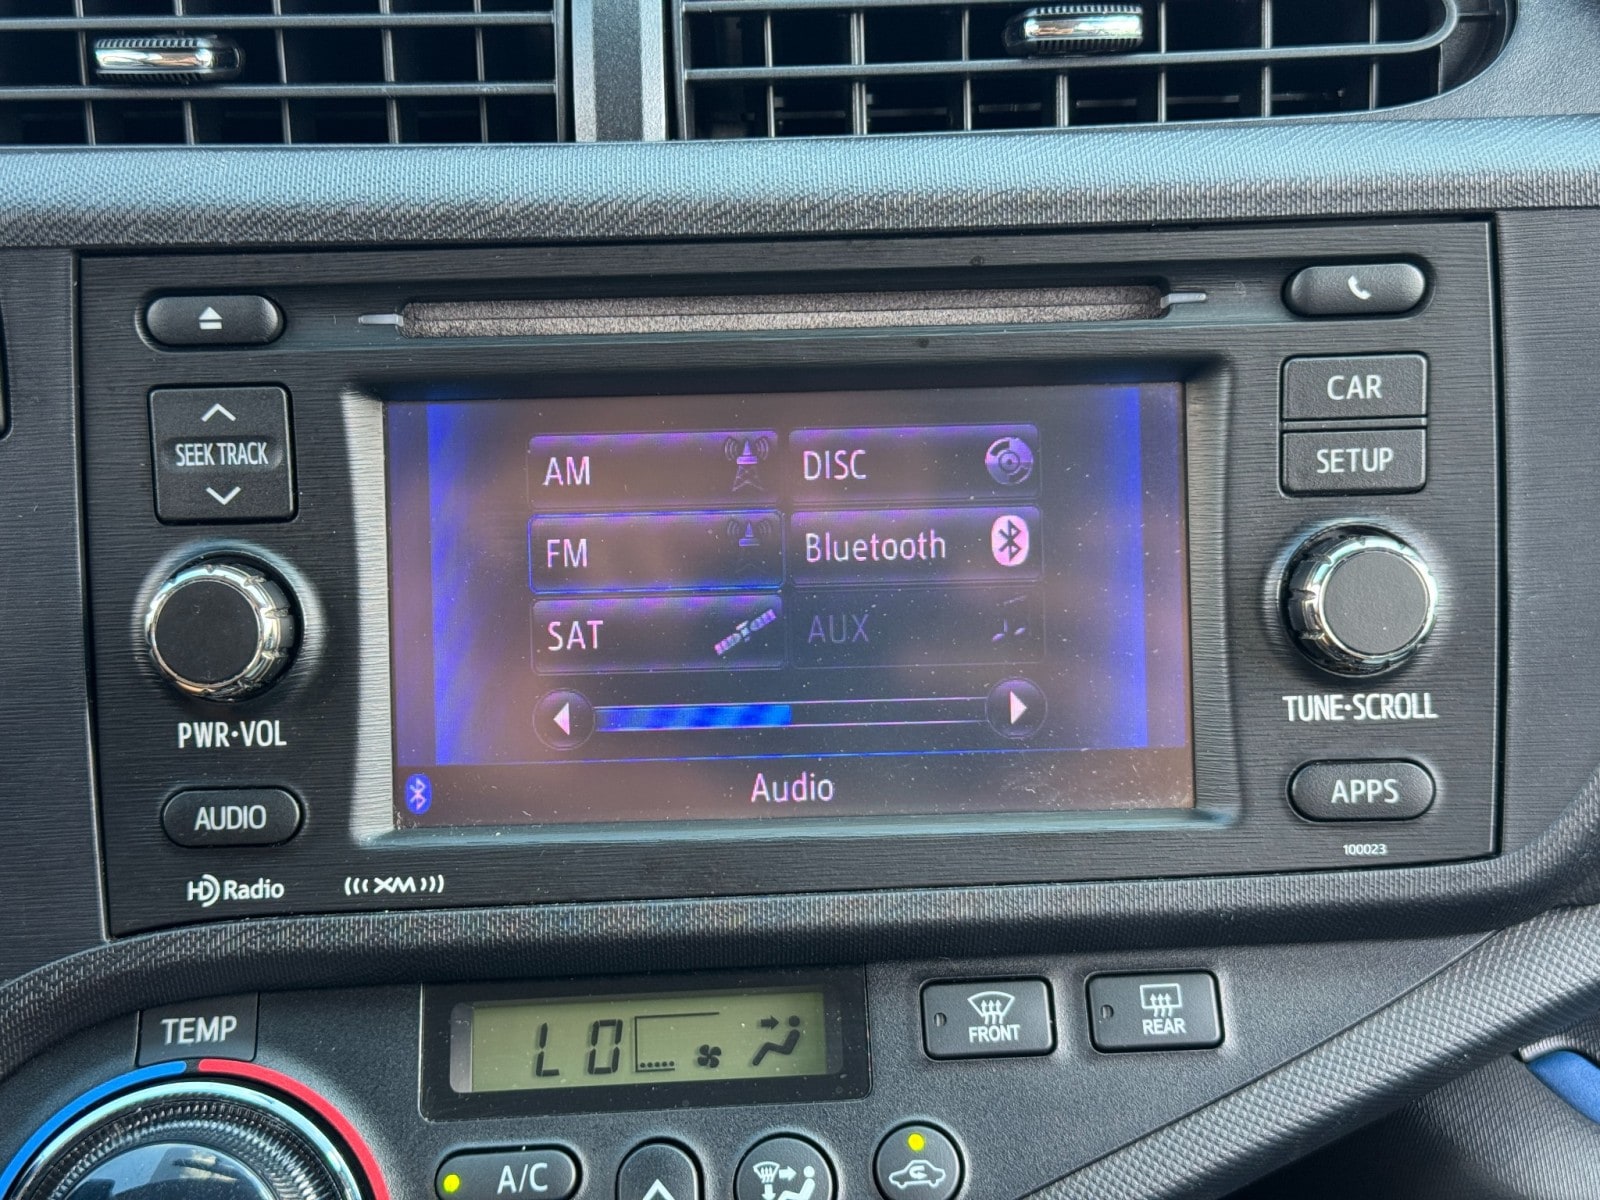 CAR
SEEK TRACK
SETUP
AM
DISC
FM
Bluetooth
SAT
AUX
PWR•VOL
TUNE•SCROLL
Audio
AUDIO
APPS
100023
HD Radio
(((XM)))
TEMP
LO
FRONT
REAR
A/C